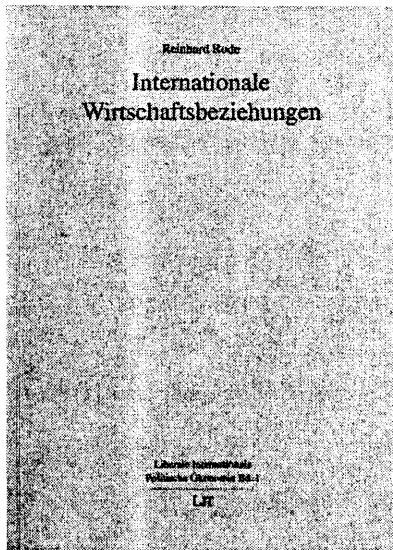 Reinhard Rode
Internationale
Wirtschaftsbeziehungen
Liberale Internationale
Politische Ökonomie Bd. 1
LIT